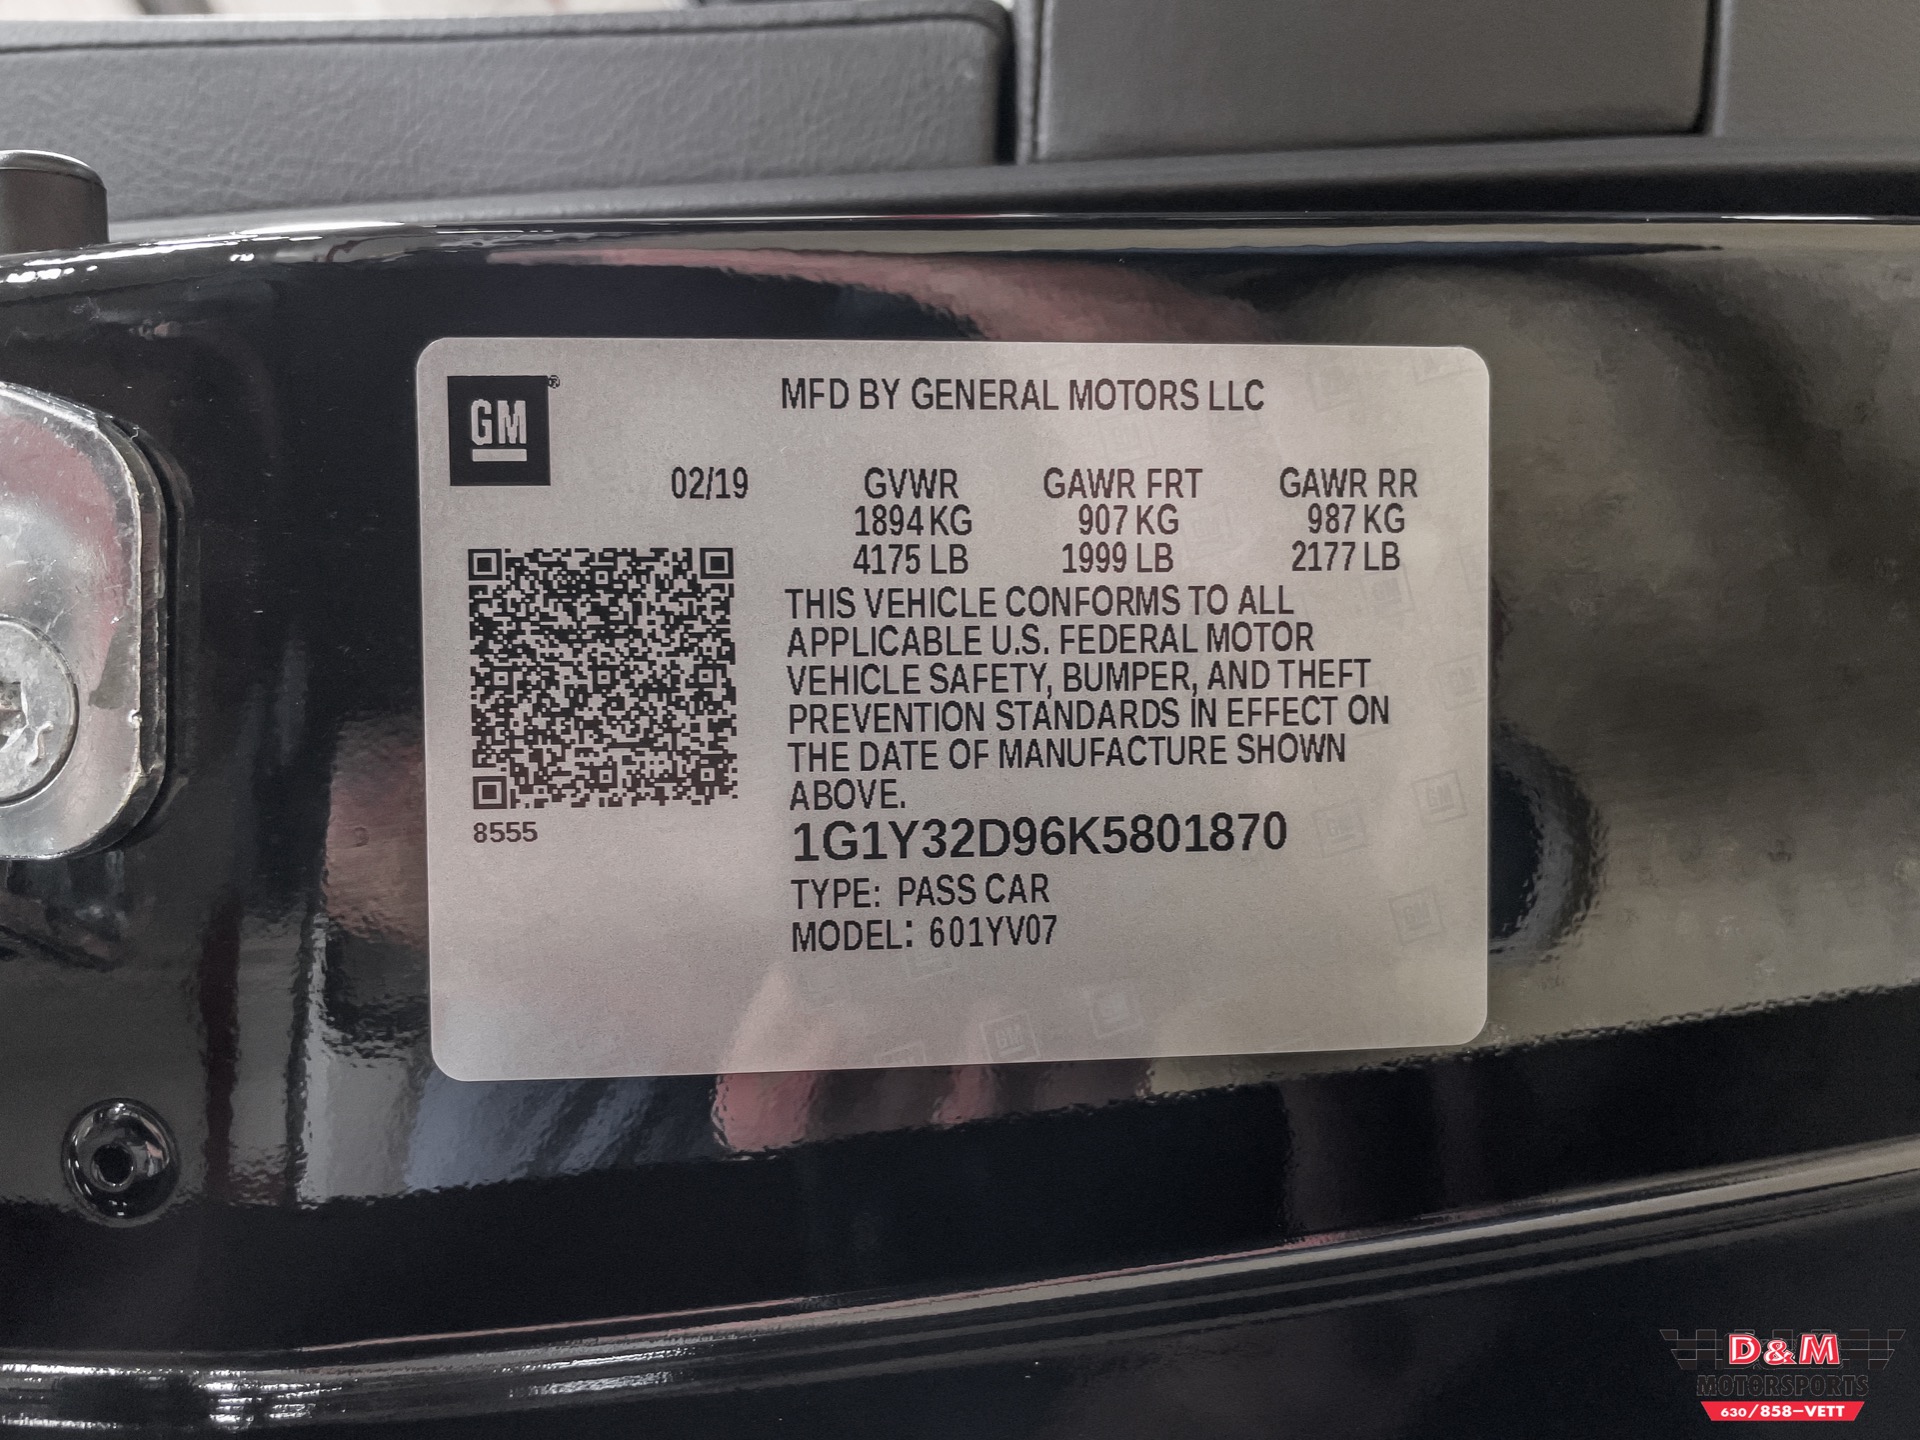 GM®
MFD BY GENERAL MOTORS LLC
02/19 GVWR GAWR FRT GAWR RR
1894 KG 907 KG 987 KG
4175 LB 1999 LB 2177 LB
THIS VEHICLE CONFORMS TO ALL
APPLICABLE U.S. FEDERAL MOTOR
VEHICLE SAFETY, BUMPER, AND THEFT
PREVENTION STANDARDS IN EFFECT ON
THE DATE OF MANUFACTURE SHOWN
ABOVE.
8555
1G1Y32D96K5801870
TYPE: PASS CAR
MODEL: 601YV07
D&M
MOTORSPORTS
630/858-VETT